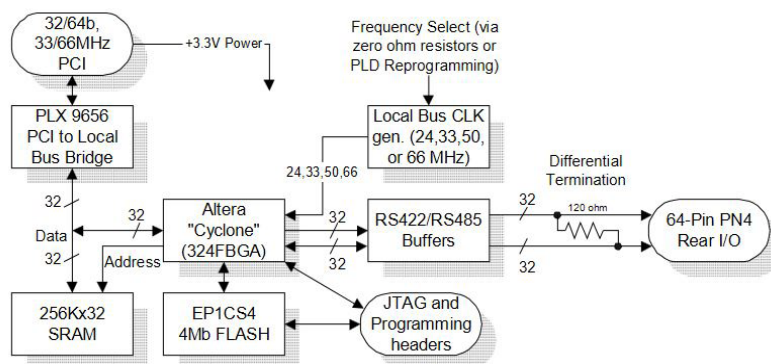 32/64b,
33/66MHz
PCI
+3.3V Power
Frequency Select (via
zero ohm resistors or
PLD Reprogramming)
PLX 9656
PCI to Local
Bus Bridge
Local Bus CLK
gen. (24,33,50,
or 66 MHz)
24,33,50,66
Differential
Termination
32
32
Data
32
Address
Altera
"Cyclone"
(324FBGA)
32
32
RS422/RS485
Buffers
32
32
120 ohm
64-Pin PN4
Rear I/O
256Kx32
SRAM
EP1CS4
4Mb FLASH
JTAG and
Programming
headers